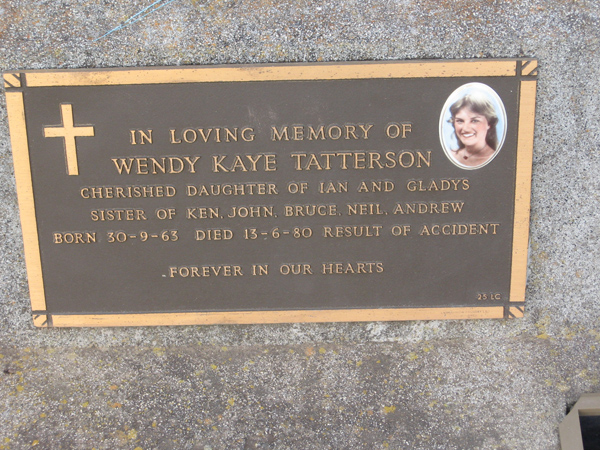 IN LOVING MEMORY OF
WENDY KAYE TATTERSON
CHERISHED DAUGHTER OF IAN AND GLADYS
SISTER OF KEN, JOHN, BRUCE, NEIL, ANDREW
BORN 30-9-63 DIED 13-6-80 RESULT OF ACCIDENT
FOREVER IN OUR HEARTS
25 LC